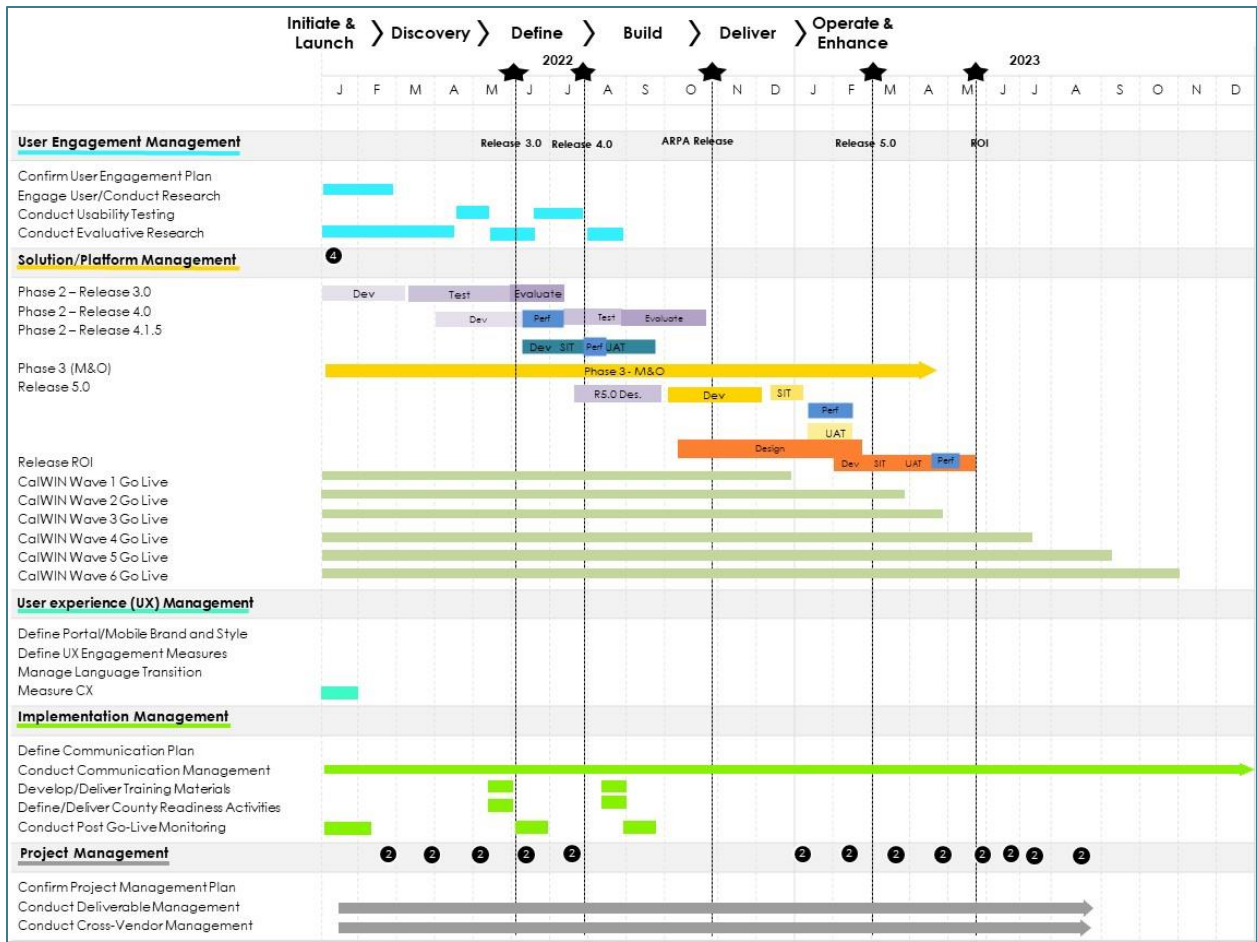 Initiate & Launch
Discovery
Define
Build
Deliver
Operate & Enhance
2022
2023
J F M A M J J A S O N D J F M A M J J A S O N D
User Engagement Management
Release 3.0 Release 4.0 ARPA Release Release 5.0 ROI
Confirm User Engagement Plan
Engage User/Conduct Research
Conduct Usability Testing
Conduct Evaluative Research
Solution/Platform Management
4
Phase 2 – Release 3.0
Dev Test Evaluate
Phase 2 – Release 4.0
Dev Perf Test Evaluate
Phase 2 – Release 4.1.5
Dev SIT Perf UAT
Phase 3 (M&O)
Phase 3 - M&O
Release 5.0
R5.0 Des. Dev SIT
Perf
UAT
Design
Release ROI
Dev SIT UAT Perf
CalWIN Wave 1 Go Live
CalWIN Wave 2 Go Live
CalWIN Wave 3 Go Live
CalWIN Wave 4 Go Live
CalWIN Wave 5 Go Live
CalWIN Wave 6 Go Live
User experience (UX) Management
Define Portal/Mobile Brand and Style
Define UX Engagement Measures
Manage Language Transition
Measure CX
Implementation Management
Define Communication Plan
Conduct Communication Management
Develop/Deliver Training Materials
Define/Deliver County Readiness Activities
Conduct Post Go-Live Monitoring
Project Management
2 2 2 2 2 2 2 2 2 2 2 2 2
Confirm Project Management Plan
Conduct Deliverable Management
Conduct Cross-Vendor Management